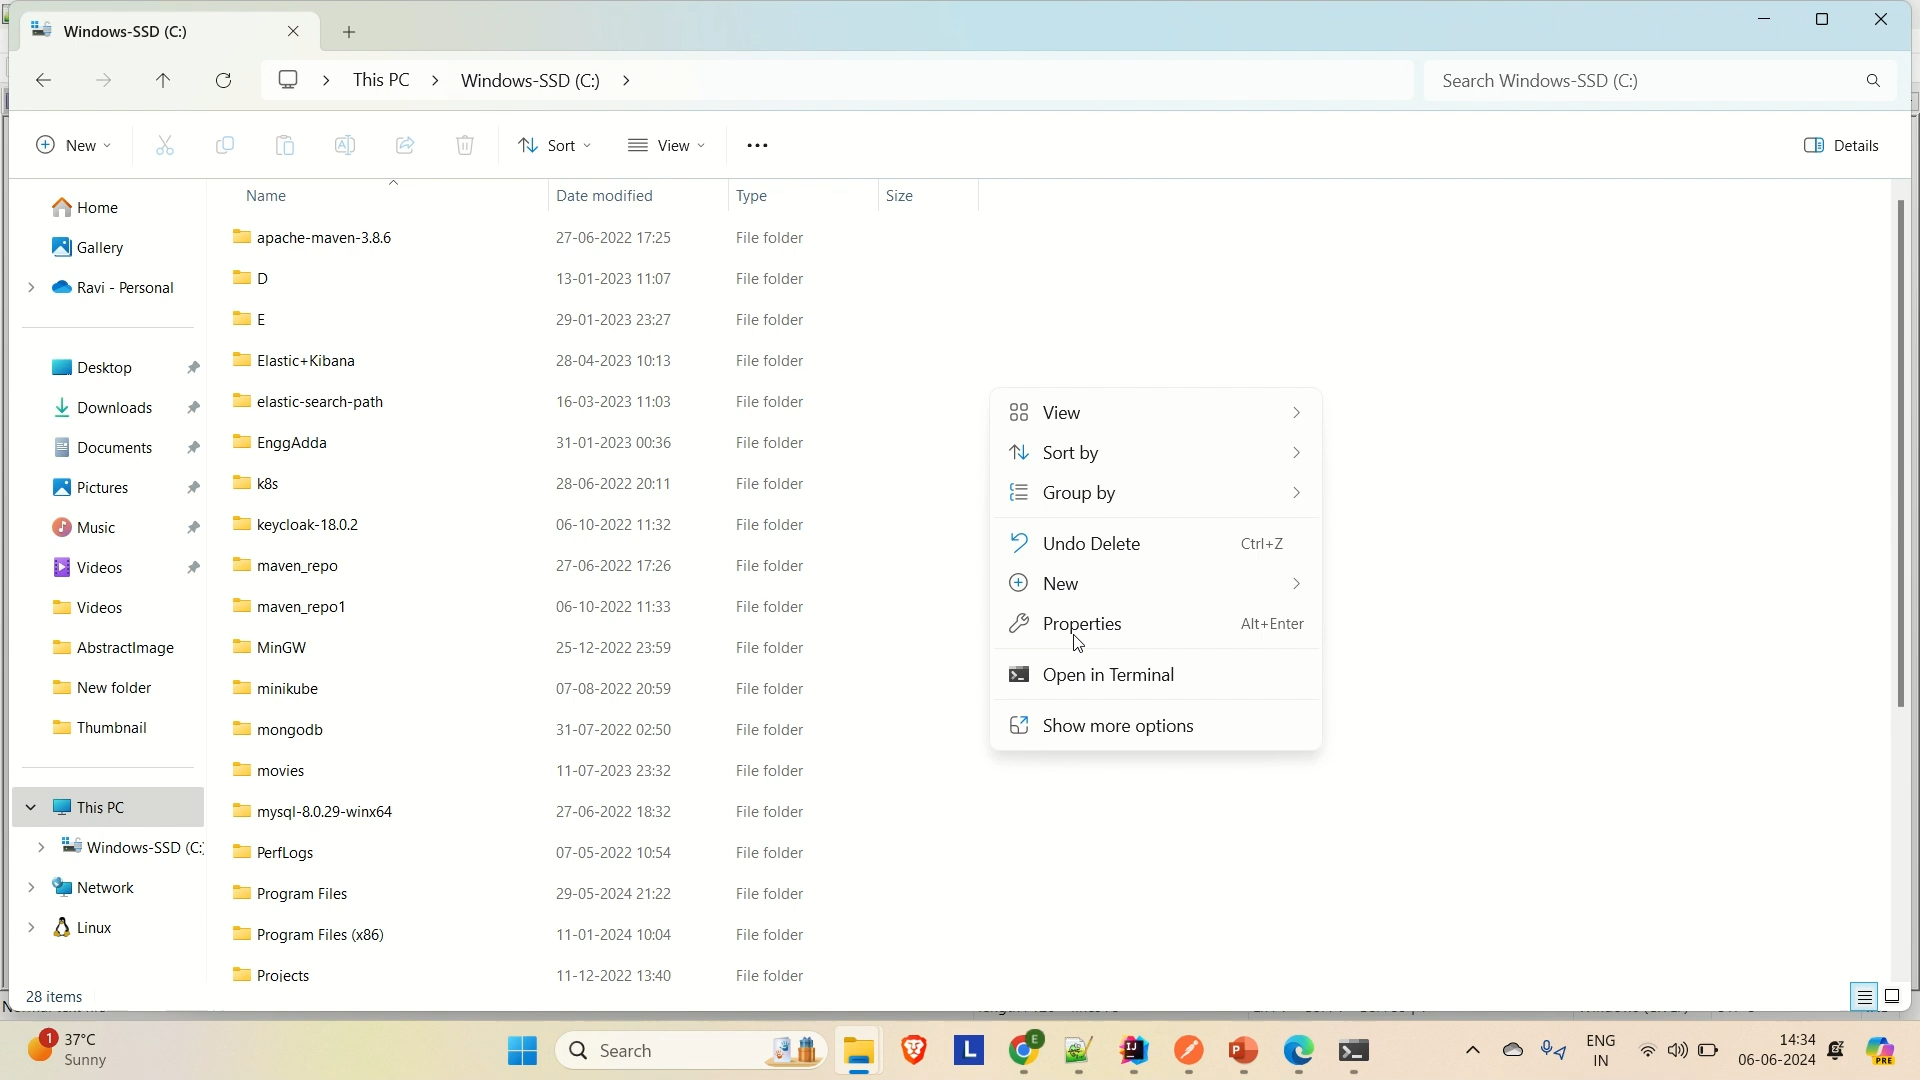 Windows-SSD (C:)
This PC
Windows-SSD (C:)
Search Windows-SSD (C:)
New
Sort
View
Details
Name
Date modified
Type
Size
Home
Gallery
Ravi - Personal
Desktop
Downloads
Documents
Pictures
Music
Videos
Videos
AbstractImage
New folder
Thumbnail
This PC
Windows-SSD (C:)
Network
Linux
apache-maven-3.8.6 27-06-2022 17:25 File folder
D 13-01-2023 11:07 File folder
E 29-01-2023 23:27 File folder
Elastic+Kibana 28-04-2023 10:13 File folder
elastic-search-path 16-03-2023 11:03 File folder
EnggAdda 31-01-2023 00:36 File folder
k8s 28-06-2022 20:11 File folder
keycloak-18.0.2 06-10-2022 11:32 File folder
maven_repo 27-06-2022 17:26 File folder
maven_repo1 06-10-2022 11:33 File folder
MinGW 25-12-2022 23:59 File folder
minikube 07-08-2022 20:59 File folder
mongodb 31-07-2022 02:50 File folder
movies 11-07-2023 23:32 File folder
mysql-8.0.29-winx64 27-06-2022 18:32 File folder
PerfLogs 07-05-2022 10:54 File folder
Program Files 29-05-2024 21:22 File folder
Program Files (x86) 11-01-2024 10:04 File folder
Projects 11-12-2022 13:40 File folder
View
Sort by
Group by
Undo Delete Ctrl+Z
New
Properties Alt+Enter
Open in Terminal
Show more options
28 items
1
37°C
Sunny
Search
L
E
IJ
P
ENG
IN
14:34
06-06-2024
PRE